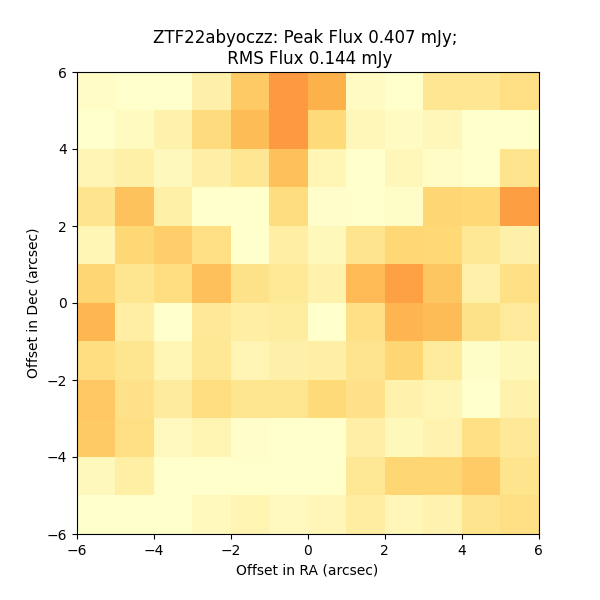 ZTF22abyoczz: Peak Flux 0.407 mJy;
RMS Flux 0.144 mJy
6
4
2
0
−2
−4
−6
Offset in Dec (arcsec)
−6 −4 −2 0 2 4 6
Offset in RA (arcsec)